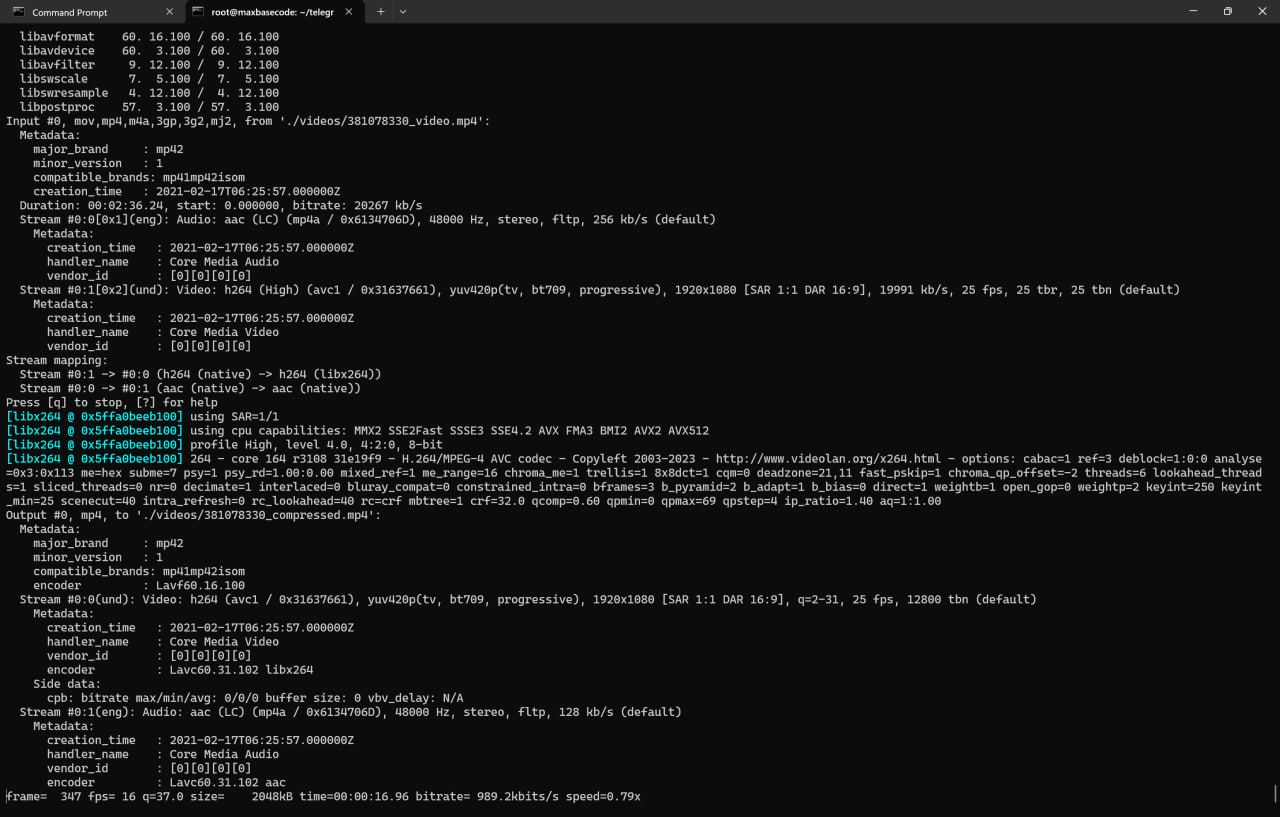 Command Prompt
root@maxbasecode: ~/telegr
libavformat    60. 16.100 / 60. 16.100
libavdevice    60.  3.100 / 60.  3.100
libavfilter     9. 12.100 /  9. 12.100
libswscale      7.  5.100 /  7.  5.100
libswresample   4. 12.100 /  4. 12.100
libpostproc    57.  3.100 / 57.  3.100
Input #0, mov,mp4,m4a,3gp,3g2,mj2, from './videos/381078330_video.mp4':
Metadata:
major_brand     : mp42
minor_version   : 1
compatible_brands: mp41mp42isom
creation_time   : 2021-02-17T06:25:57.000000Z
Duration: 00:02:36.24, start: 0.000000, bitrate: 20267 kb/s
Stream #0:0[0x1](eng): Audio: aac (LC) (mp4a / 0x6134706D), 48000 Hz, stereo, fltp, 256 kb/s (default)
Metadata:
creation_time   : 2021-02-17T06:25:57.000000Z
handler_name    : Core Media Audio
vendor_id       : [0][0][0][0]
Stream #0:1[0x2](und): Video: h264 (High) (avc1 / 0x31637661), yuv420p(tv, bt709, progressive), 1920x1080 [SAR 1:1 DAR 16:9], 19991 kb/s, 25 fps, 25 tbr, 25 tbn (default)
Metadata:
creation_time   : 2021-02-17T06:25:57.000000Z
handler_name    : Core Media Video
vendor_id       : [0][0][0][0]
Stream mapping:
Stream #0:1 -> #0:0 (h264 (native) -> h264 (libx264))
Stream #0:0 -> #0:1 (aac (native) -> aac (native))
Press [q] to stop, [?] for help
[libx264 @ 0x5ffa0beeb100] using SAR=1/1
[libx264 @ 0x5ffa0beeb100] using cpu capabilities: MMX2 SSE2Fast SSSE3 SSE4.2 AVX FMA3 BMI2 AVX2 AVX512
[libx264 @ 0x5ffa0beeb100] profile High, level 4.0, 4:2:0, 8-bit
[libx264 @ 0x5ffa0beeb100] 264 - core 164 r3108 31e19f9 - H.264/MPEG-4 AVC codec - Copyleft 2003-2023 - http://www.videolan.org/x264.html - options: cabac=1 ref=3 deblock=1:0:0 analyse
=0x3:0x113 me=hex subme=7 psy=1 psy_rd=1.00:0.00 mixed_ref=1 me_range=16 chroma_me=1 trellis=1 8x8dct=1 cqm=0 deadzone=21,11 fast_pskip=1 chroma_qp_offset=-2 threads=6 lookahead_thread
s=1 sliced_threads=0 nr=0 decimate=1 interlaced=0 bluray_compat=0 constrained_intra=0 bframes=3 b_pyramid=2 b_adapt=1 b_bias=0 direct=1 weightb=1 open_gop=0 weightp=2 keyint=250 keyint
_min=25 scenecut=40 intra_refresh=0 rc_lookahead=40 rc=crf mbtree=1 crf=32.0 qcomp=0.60 qpmin=0 qpmax=69 qpstep=4 ip_ratio=1.40 aq=1:1.00
Output #0, mp4, to './videos/381078330_compressed.mp4':
Metadata:
major_brand     : mp42
minor_version   : 1
compatible_brands: mp41mp42isom
encoder         : Lavf60.16.100
Stream #0:0(und): Video: h264 (avc1 / 0x31637661), yuv420p(tv, bt709, progressive), 1920x1080 [SAR 1:1 DAR 16:9], q=2-31, 25 fps, 12800 tbn (default)
Metadata:
creation_time   : 2021-02-17T06:25:57.000000Z
handler_name    : Core Media Video
vendor_id       : [0][0][0][0]
encoder         : Lavc60.31.102 libx264
Side data:
cpb: bitrate max/min/avg: 0/0/0 buffer size: 0 vbv_delay: N/A
Stream #0:1(eng): Audio: aac (LC) (mp4a / 0x6134706D), 48000 Hz, stereo, fltp, 128 kb/s (default)
Metadata:
creation_time   : 2021-02-17T06:25:57.000000Z
handler_name    : Core Media Audio
vendor_id       : [0][0][0][0]
encoder         : Lavc60.31.102 aac
frame=  347 fps= 16 q=37.0 size=    2048kB time=00:00:16.96 bitrate= 989.2kbits/s speed=0.79x